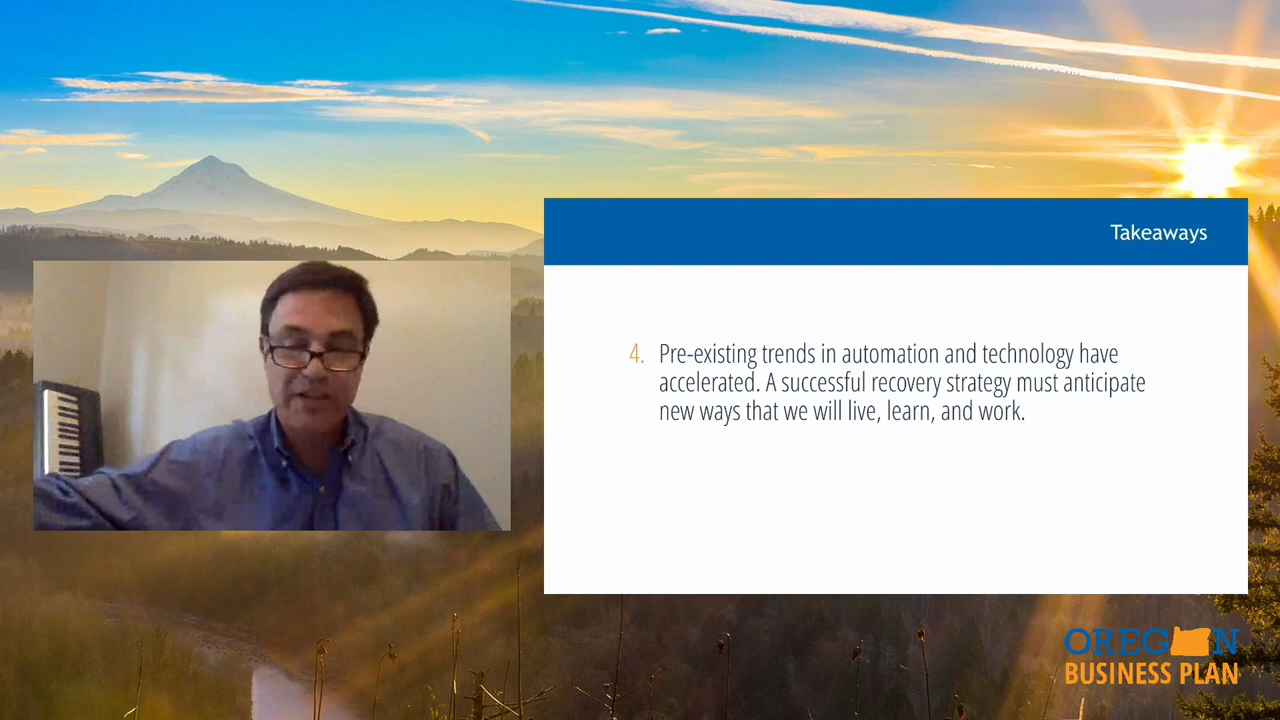 Takeaways
4. Pre-existing trends in automation and technology have
accelerated. A successful recovery strategy must anticipate
new ways that we will live, learn, and work.
OREGON
BUSINESS PLAN